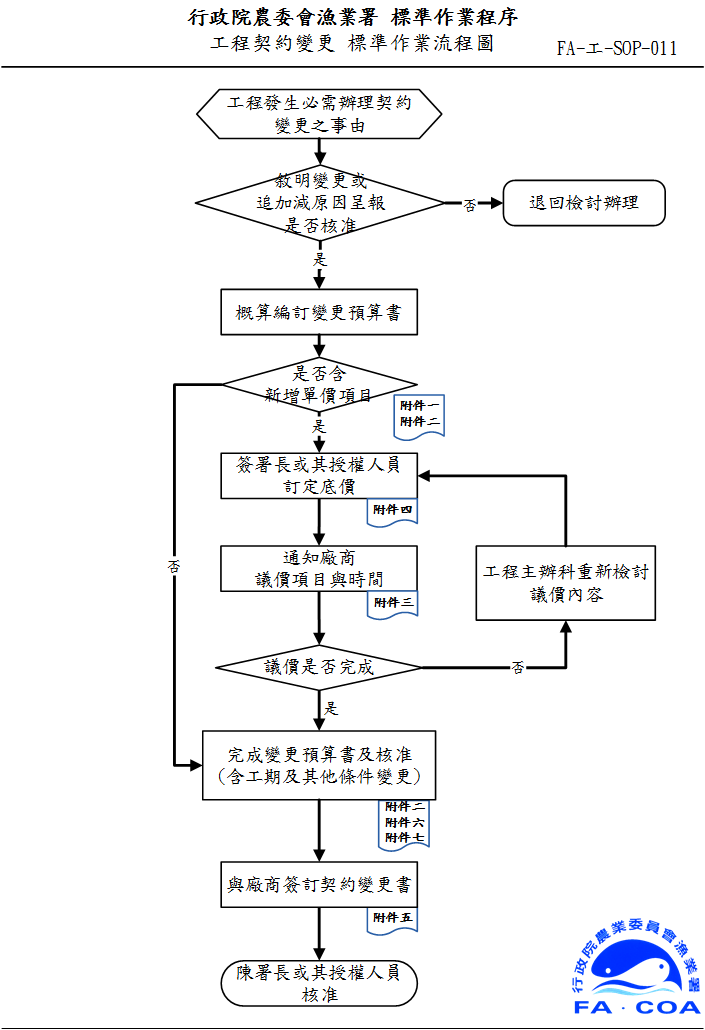 行政院農委會漁業署 標準作業程序
工程契約變更 標準作業流程圖
FA-工-SOP-011
工程發生必需辦理契約
變更之事由
敘明變更或
追加減原因呈報
是否核准
否
退回檢討辦理
是
概算編訂變更預算書
是否含
新增單價項目
附件一
附件二
是
簽署長或其授權人員
訂定底價
附件四
通知廠商
議價項目與時間
附件三
工程主辦科重新檢討
議價內容
否
議價是否完成
否
是
完成變更預算書及核准
(含工期及其他條件變更)
附件二
附件六
附件七
與廠商簽訂契約變更書
附件五
陳署長或其授權人員
核准
行政院農業委員會漁業署
FA·COA